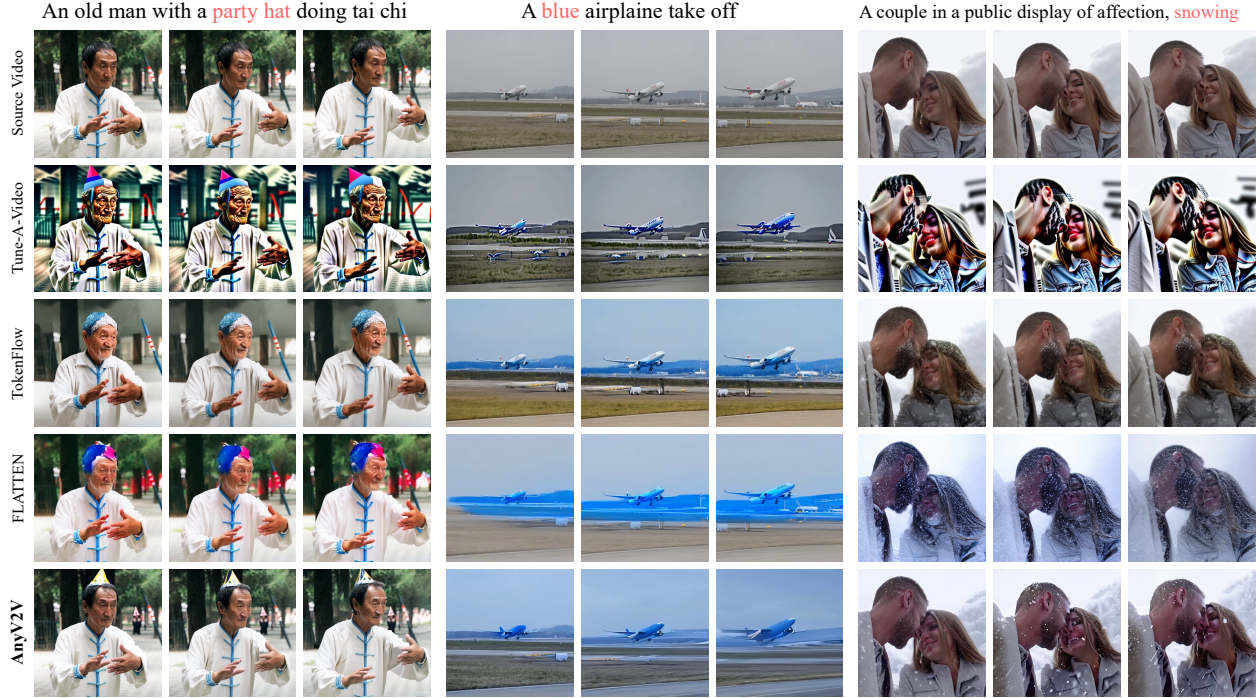 An old man with a party hat doing tai chi
A blue airplaine take off
A couple in a public display of affection, snowing
Source Video
Tune-A-Video
TokenFlow
FLATTEN
AnyV2V